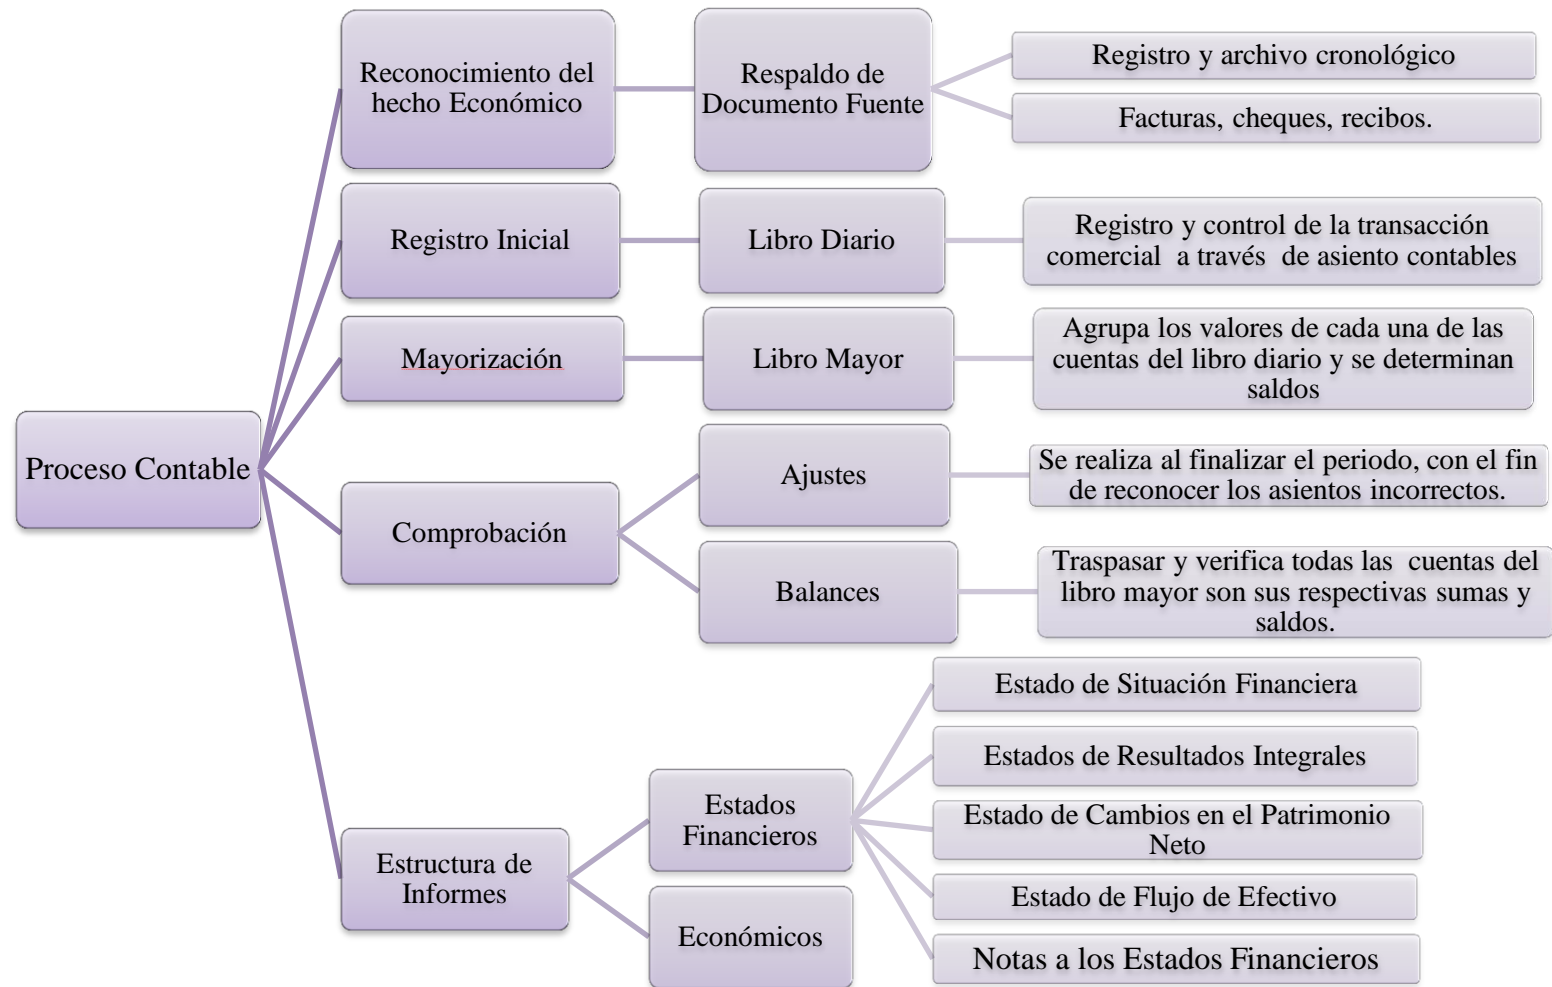 Proceso Contable
Reconocimiento del
hecho Económico
Respaldo de
Documento Fuente
Registro y archivo cronológico
Facturas, cheques, recibos.
Registro Inicial
Libro Diario
Registro y control de la transacción
comercial a través de asiento contables
Mayorización
Libro Mayor
Agrupa los valores de cada una de las
cuentas del libro diario y se determinan
saldos
Comprobación
Ajustes
Se realiza al finalizar el periodo, con el fin
de reconocer los asientos incorrectos.
Balances
Traspasar y verifica todas las cuentas del
libro mayor son sus respectivas sumas y
saldos.
Estructura de
Informes
Estados
Financieros
Estado de Situación Financiera
Estados de Resultados Integrales
Estado de Cambios en el Patrimonio
Neto
Estado de Flujo de Efectivo
Notas a los Estados Financieros
Económicos